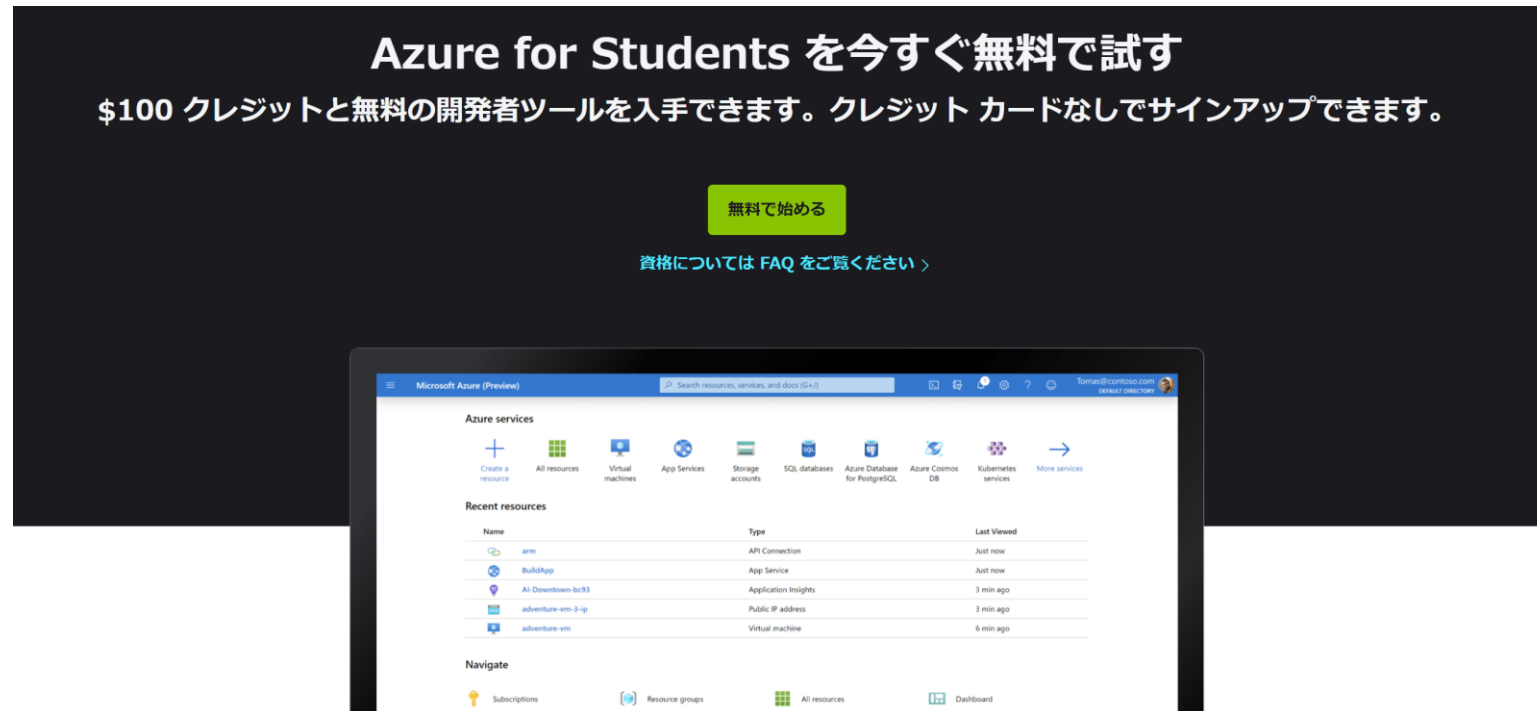 Azure for Students を今すぐ無料で試す
$100 クレジットと無料の開発者ツールを入手できます。クレジット カードなしでサインアップできます。
無料で始める
資格については FAQ をご覧ください
Microsoft Azure (Preview)
Search resources, services, and docs (G+/)
1
Tomas@contoso.com
DEFAULT DIRECTORY
Azure services
Create a resource
All resources
Virtual machines
App Services
Storage accounts
SQL
SQL databases
Azure Database for PostgreSQL
Azure Cosmos DB
Kubernetes services
More services
Recent resources
Name Type Last Viewed
arm API Connection Just now
BuildApp App Service Just now
AI-Downtown-bc93 Application Insights 3 min ago
adventure-vm-3-ip Public IP address 3 min ago
adventure-vm Virtual machine 6 min ago
Navigate
Subscriptions Resource groups All resources Dashboard